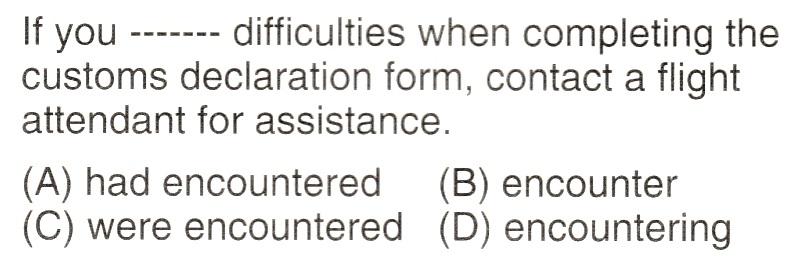 If you ------- difficulties when completing the
customs declaration form, contact a flight
attendant for assistance.
(A) had encountered (B) encounter
(C) were encountered (D) encountering